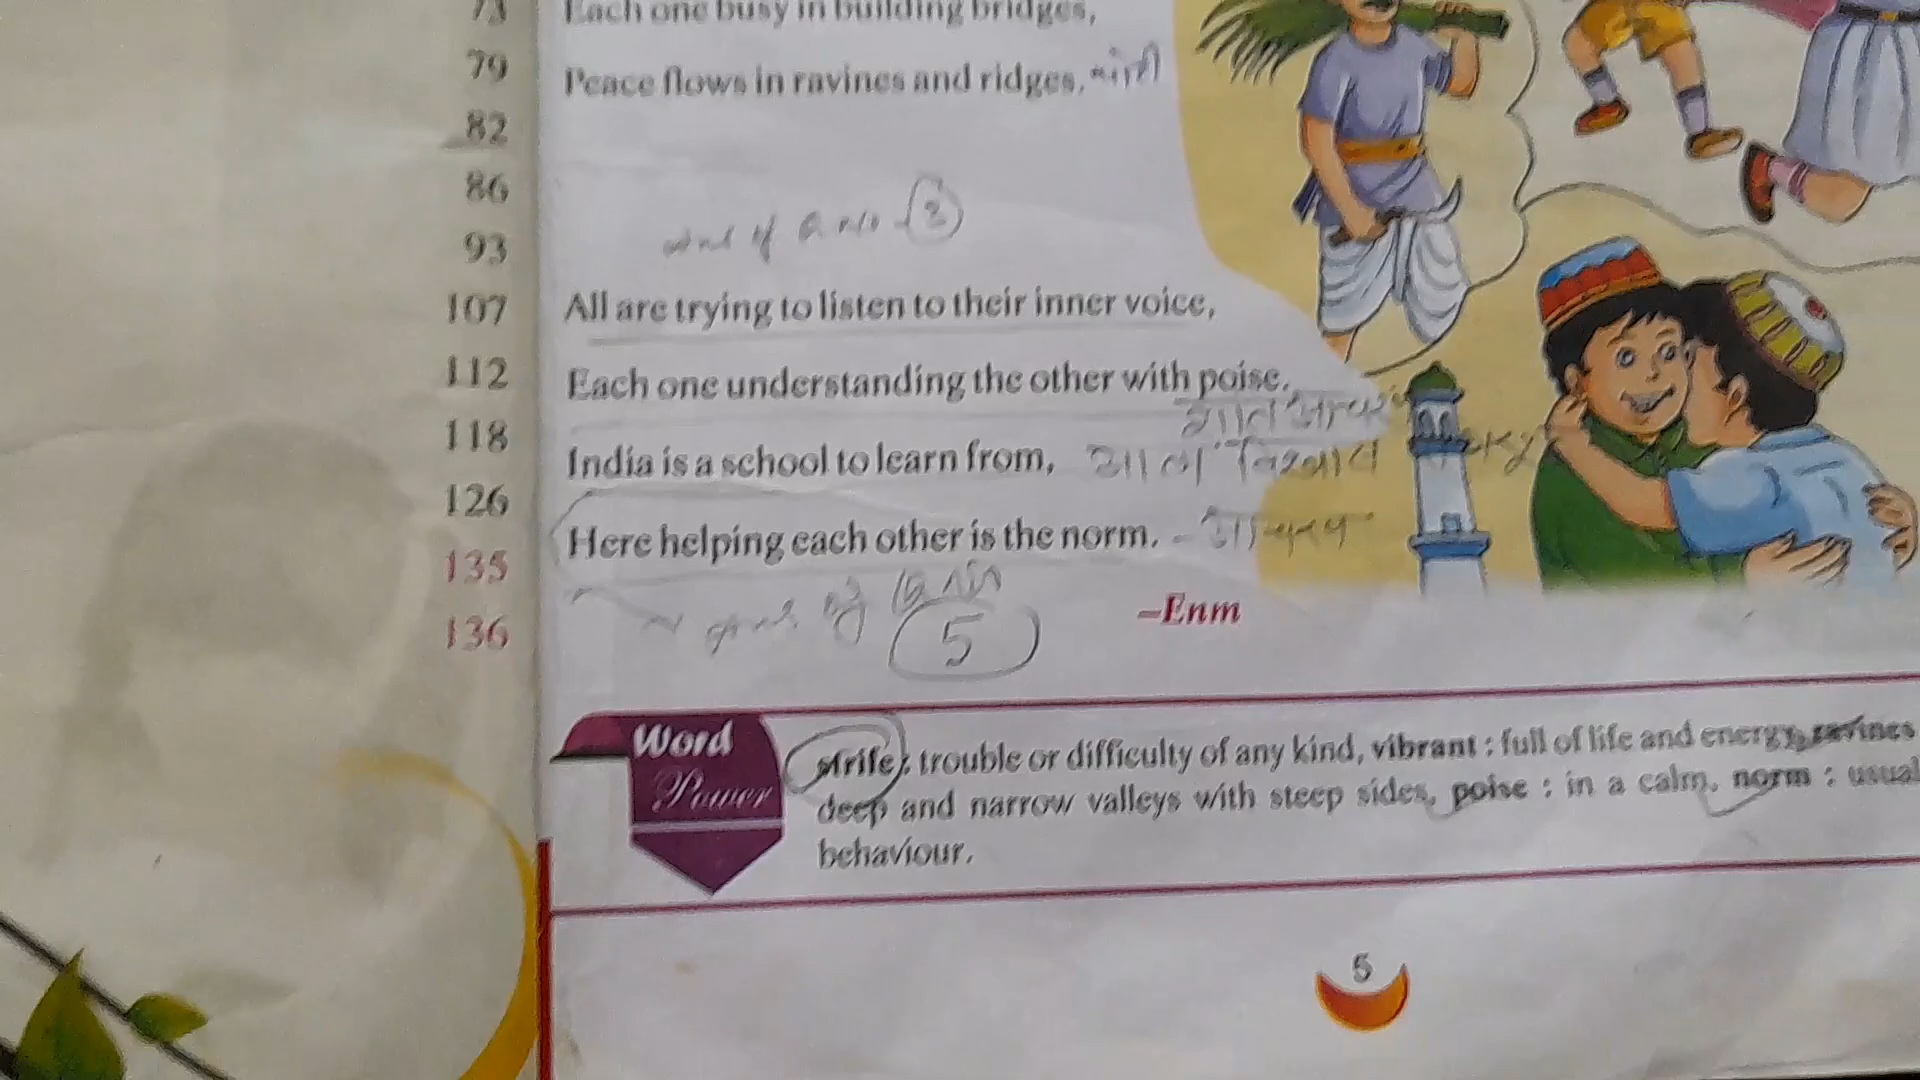 73
79
82
86
93
107
112
118
126
135
136
Each one busy in building bridges,
Peace flows in ravines and ridges.
All are trying to listen to their inner voice,
Each one understanding the other with poise.
India is a school to learn from,
Here helping each other is the norm.
5
–Enm
Word
Power
strife : trouble or difficulty of any kind, vibrant : full of life and energy, ravines
deep and narrow valleys with steep sides, poise : in a calm, norm : usual
behaviour.
5